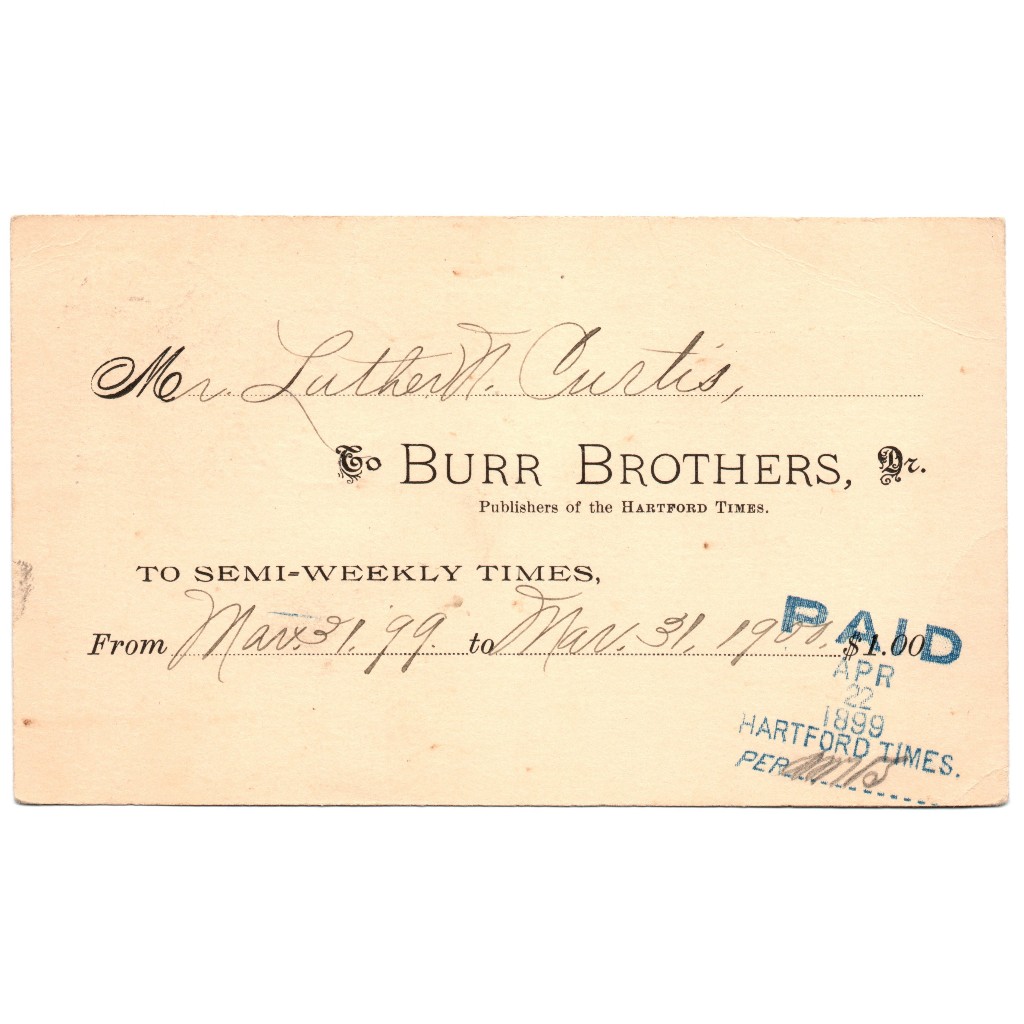 Mr. Luther W. Curtis,
To BURR BROTHERS, Dr.
Publishers of the HARTFORD TIMES.
TO SEMI-WEEKLY TIMES,
From Mar. 31, 99. to Mar. 31, 1900. $1.00
PAID
APR
22
1899
HARTFORD TIMES.
PER